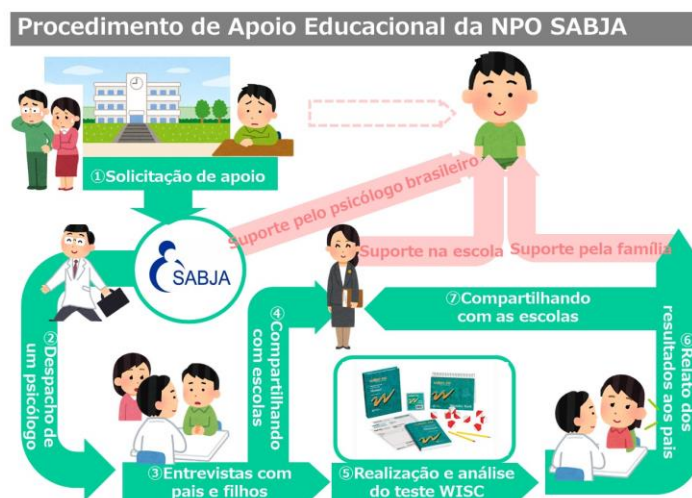 Procedimento de Apoio Educacional da NPO SABJA
①Solicitação de apoio
Suporte pelo psicólogo brasileiro
SABJA
Suporte na escola
Suporte pela família
②Despacho de
um psicólogo
④Compartilhando
com escolas
⑦Compartilhando
com as escolas
⑥Relato dos
resultados aos pais
③Entrevistas com
pais e filhos
⑤Realização e análise
do teste WISC